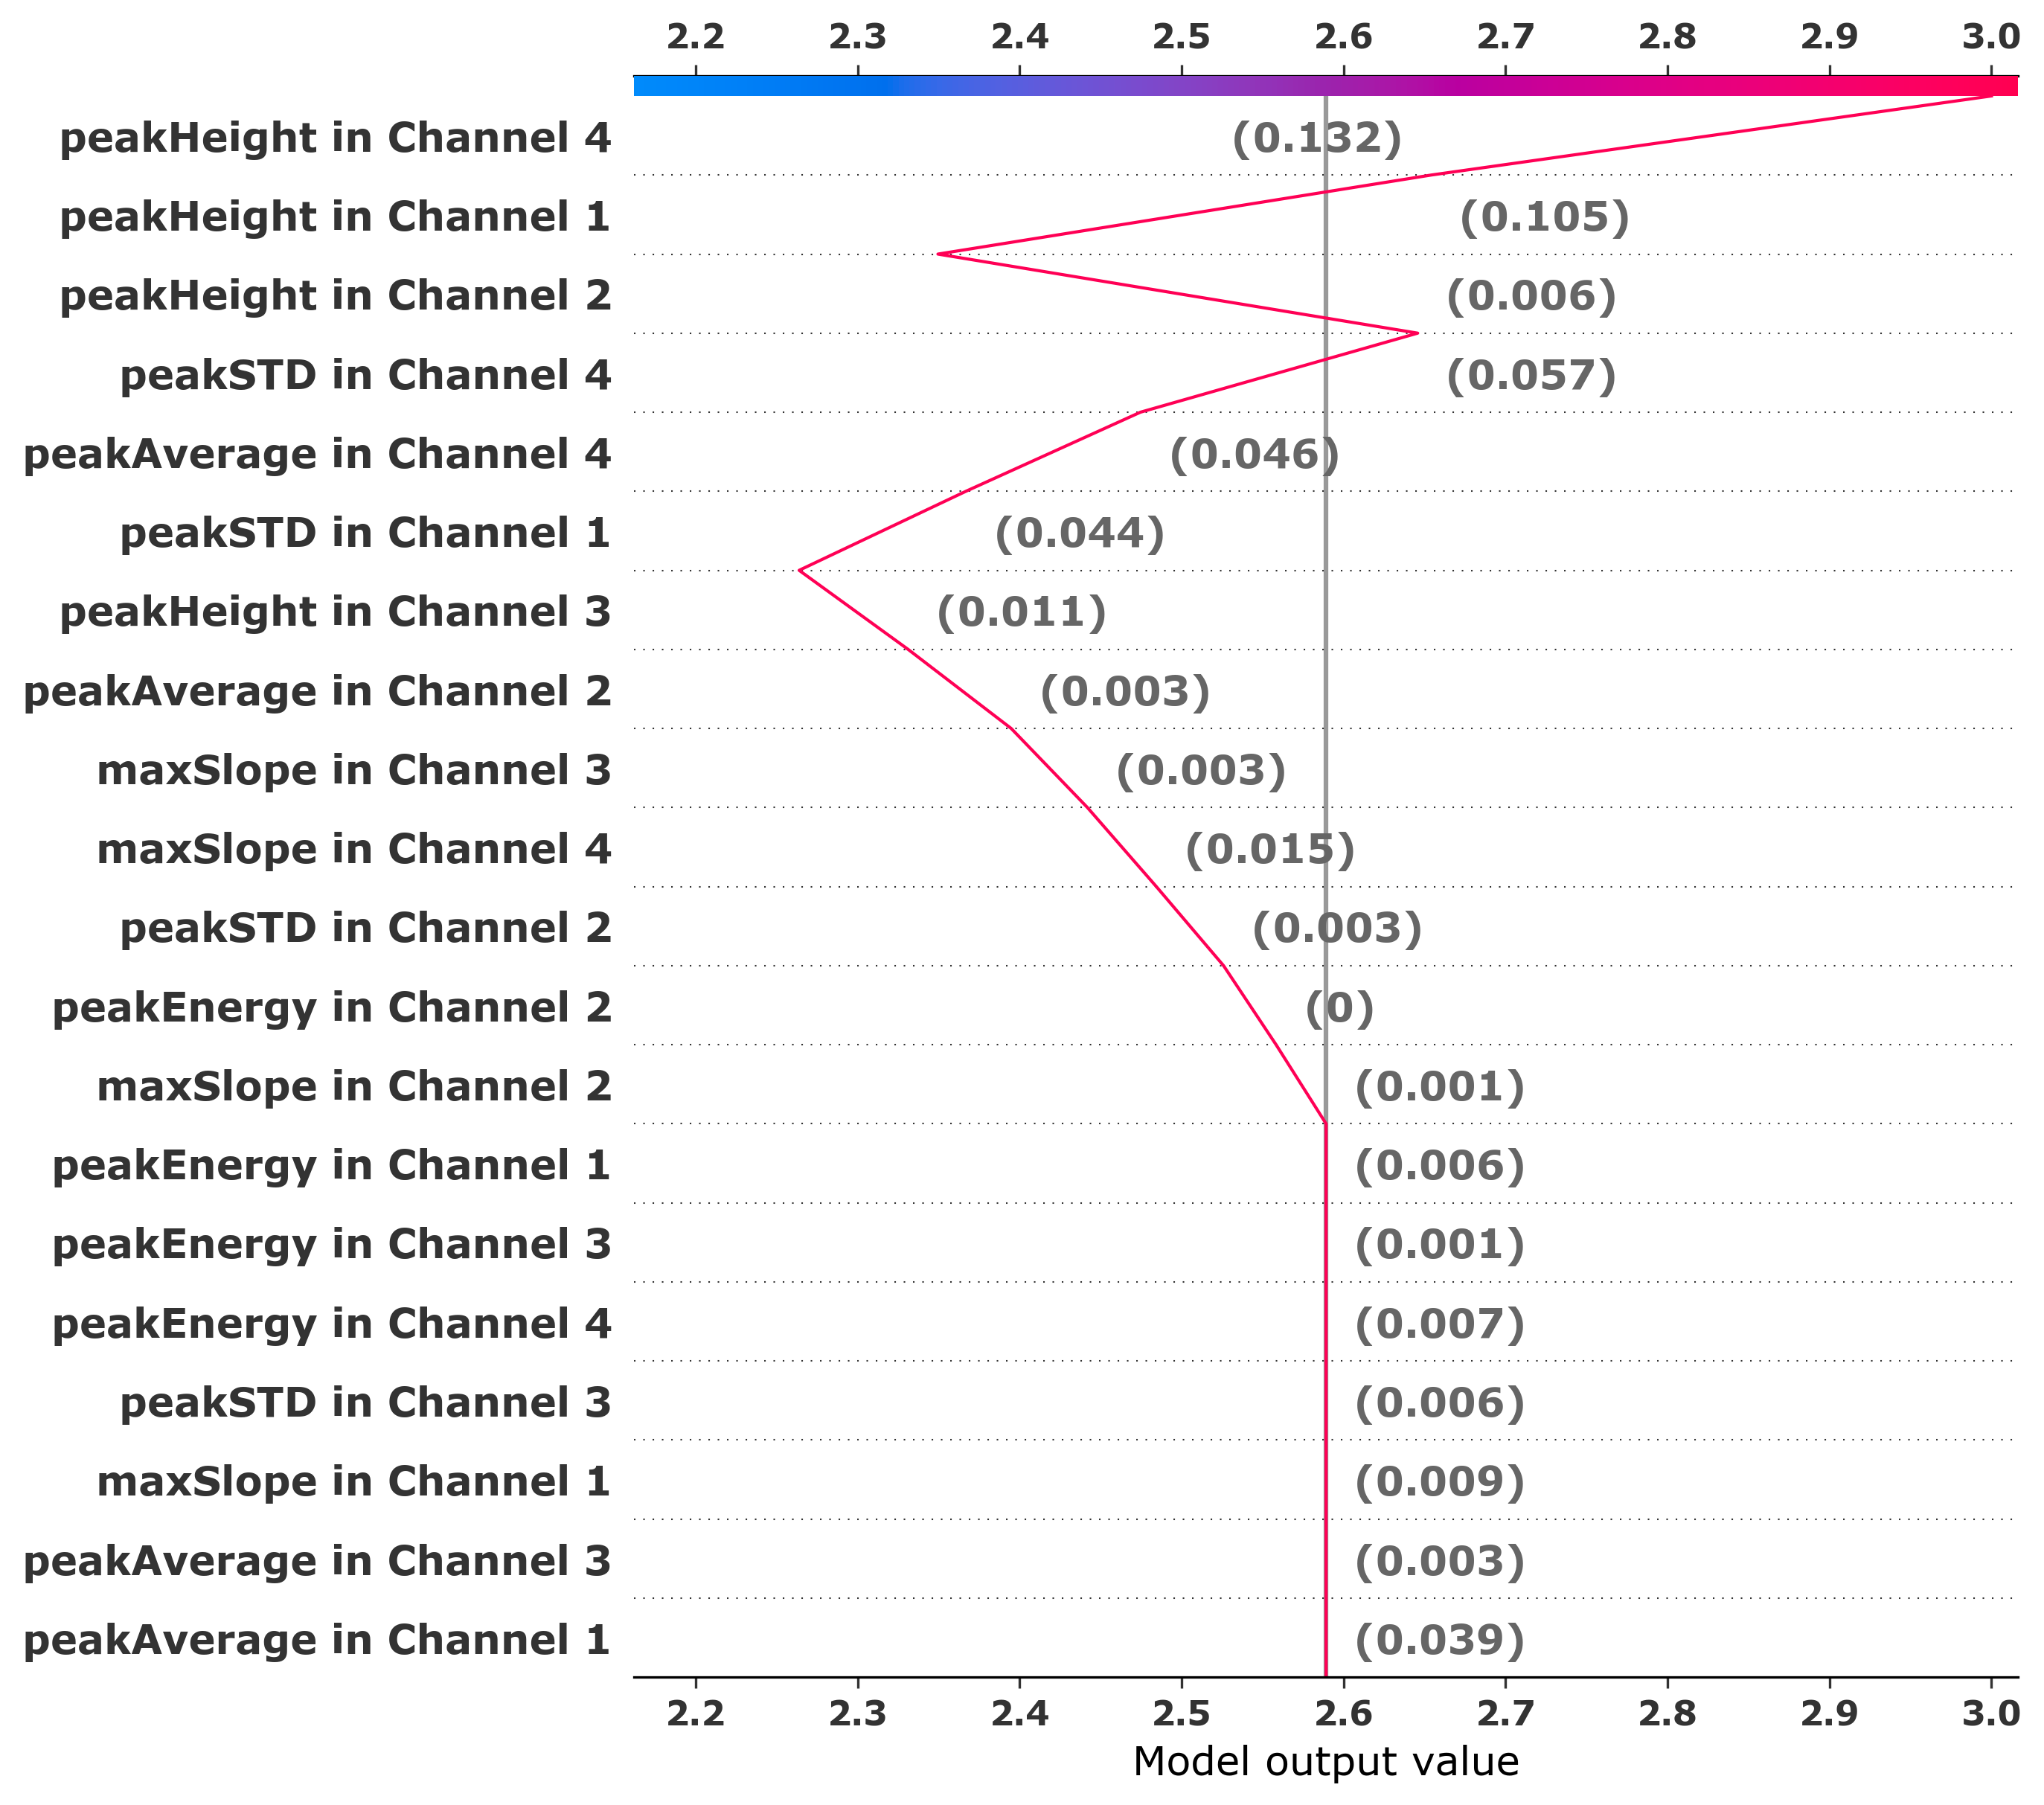 2.2 2.3 2.4 2.5 2.6 2.7 2.8 2.9 3.0
peakHeight in Channel 4 (0.132)
peakHeight in Channel 1 (0.105)
peakHeight in Channel 2 (0.006)
peakSTD in Channel 4 (0.057)
peakAverage in Channel 4 (0.046)
peakSTD in Channel 1 (0.044)
peakHeight in Channel 3 (0.011)
peakAverage in Channel 2 (0.003)
maxSlope in Channel 3 (0.003)
maxSlope in Channel 4 (0.015)
peakSTD in Channel 2 (0.003)
peakEnergy in Channel 2 (0)
maxSlope in Channel 2 (0.001)
peakEnergy in Channel 1 (0.006)
peakEnergy in Channel 3 (0.001)
peakEnergy in Channel 4 (0.007)
peakSTD in Channel 3 (0.006)
maxSlope in Channel 1 (0.009)
peakAverage in Channel 3 (0.003)
peakAverage in Channel 1 (0.039)
2.2 2.3 2.4 2.5 2.6 2.7 2.8 2.9 3.0
Model output value